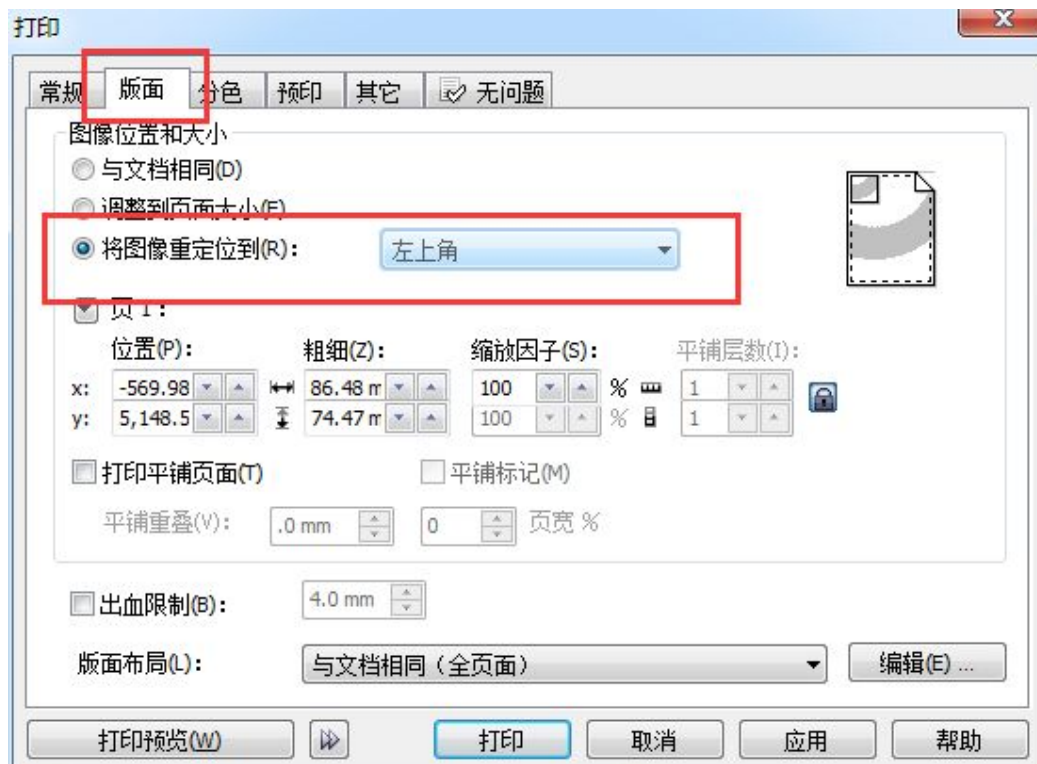 打印
常规 版面 分色 预印 其它 无问题
图像位置和大小
与文档相同(D)
调整到页面大小(F)
将图像重定位到(R): 左上角
页 1:
位置(P): 粗细(Z): 缩放因子(S): 平铺层数(I):
x: -569.98 86.48 m 100 % 1
y: 5,148.5 74.47 m 100 % 1
打印平铺页面(T) 平铺标记(M)
平铺重叠(V): .0 mm 0 页宽 %
出血限制(B): 4.0 mm
版面布局(L): 与文档相同（全页面） 编辑(E) ...
打印预览(W) 打印 取消 应用 帮助